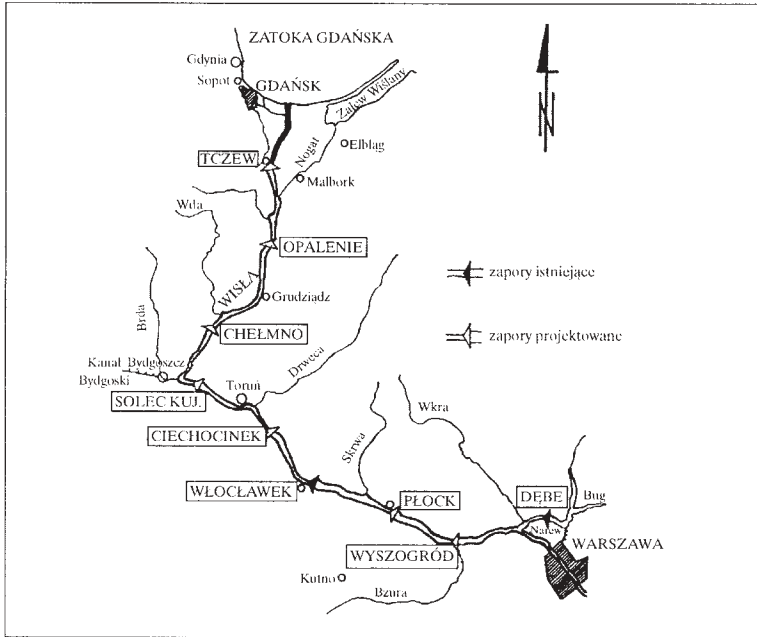 ZATOKA GDAŃSKA
Gdynia
Sopot
GDAŃSK
Zalew Wiślany
N
Elbląg
Nogat
TCZEW
Malbork
Wda
OPALENIE
WISŁA
zapory istniejące
Grudziądz
Brda
CHEŁMNO
zapory projektowane
Drwęca
Kanał Bydgoszcz
Bydgoski
Toruń
SOLEC KUJ.
Wkra
CIECHOCINEK
Skrwa
WŁOCŁAWEK
PŁOCK
DĘBE
Bug
Narew
WARSZAWA
WYSZOGRÓD
Kutno
Bzura